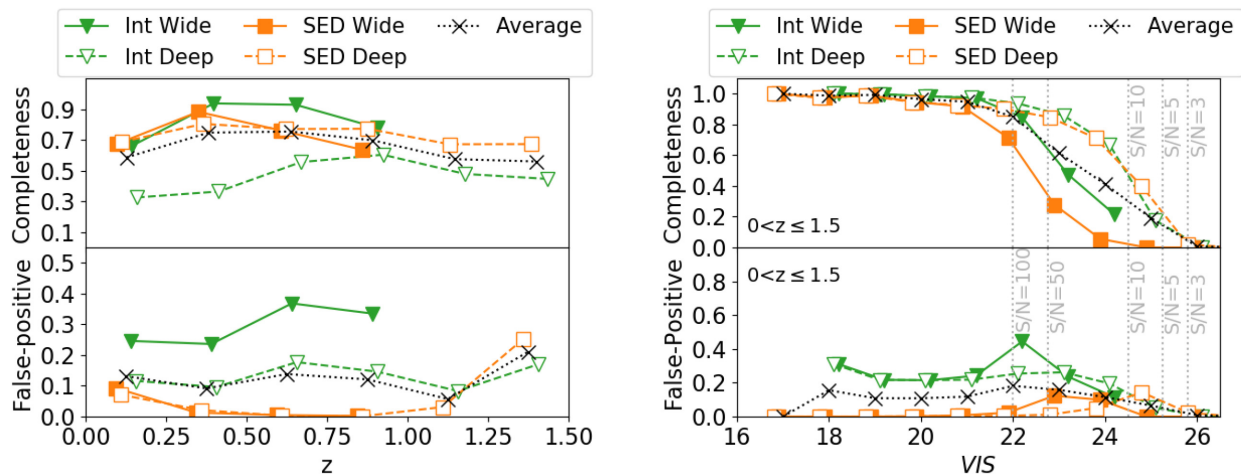 Int Wide SED Wide Average
Int Deep SED Deep
Completeness
0.9
0.7
0.5
0.3
0.1
False-positive
0.5
0.4
0.3
0.2
0.1
0.0
0.00 0.25 0.50 0.75 1.00 1.25 1.50
z
Int Wide SED Wide Average
Int Deep SED Deep
Completeness
1.0
0.8
0.6
0.4
0.2
0.0
0<z≤1.5
S/N=10
S/N=5
S/N=3
False-Positive
0.8
0.6
0.4
0.2
0.0
0<z≤1.5
S/N=100
S/N=50
S/N=10
S/N=5
S/N=3
16 18 20 22 24 26
VIS